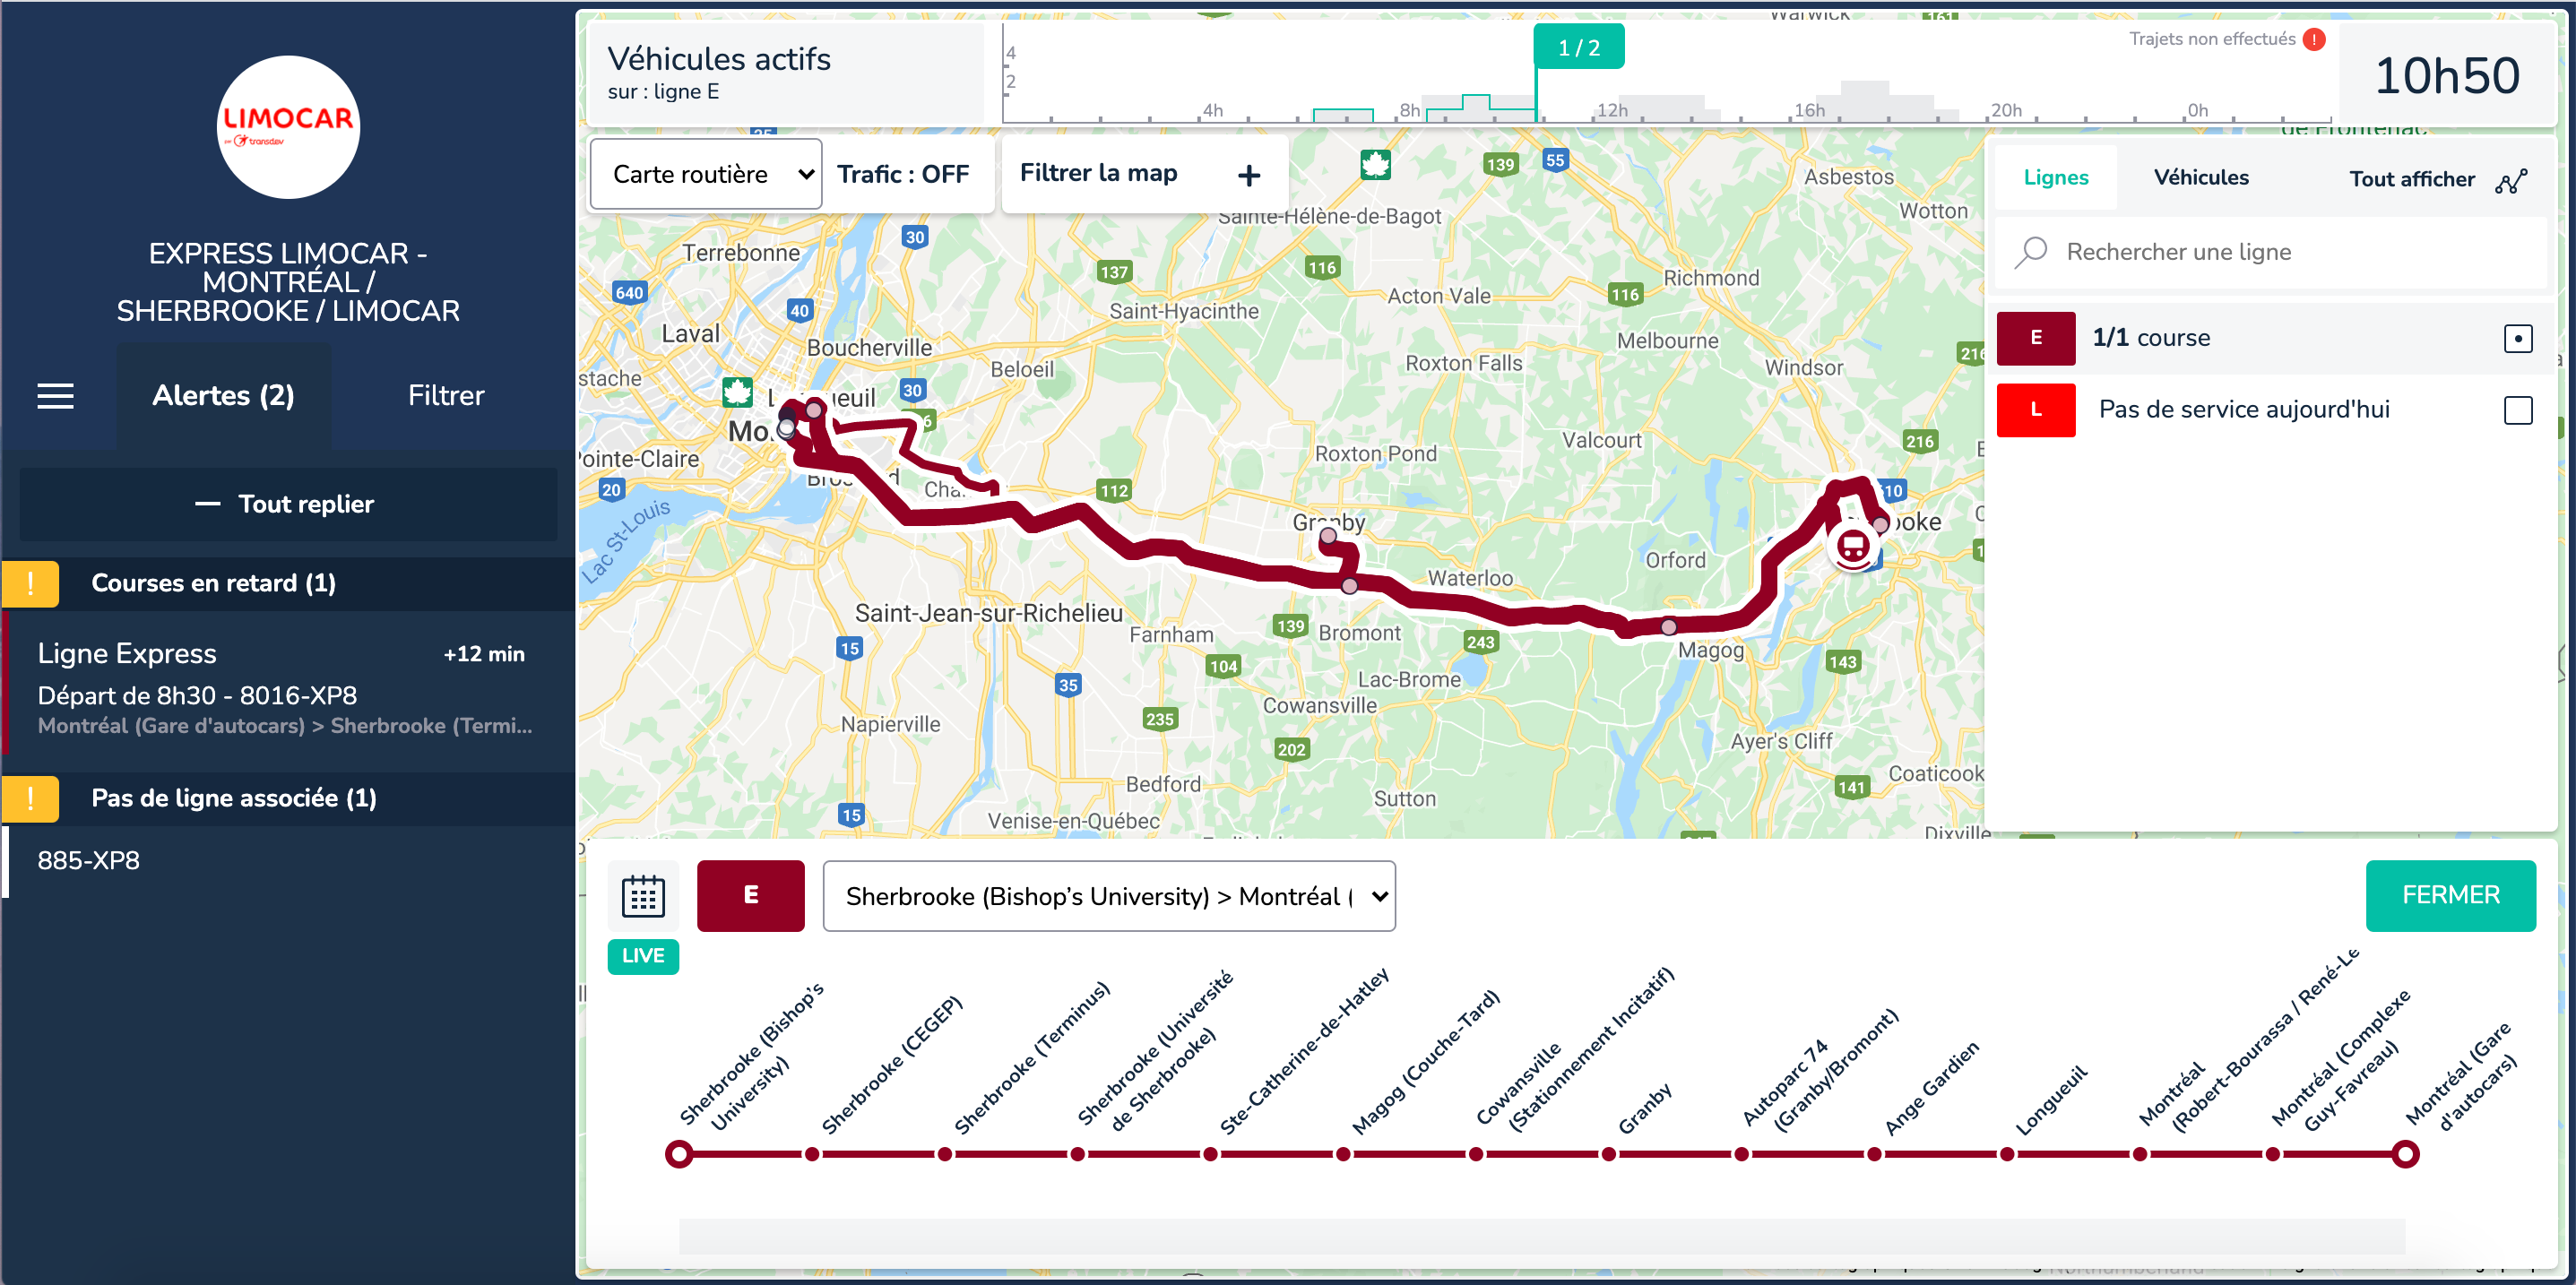 LIMOCAR
transdev
EXPRESS LIMOCAR -
MONTRÉAL /
SHERBROOKE / LIMOCAR
Alertes (2)
Filtrer
— Tout replier
! Courses en retard (1)
Ligne Express +12 min
Départ de 8h30 - 8016-XP8
Montréal (Gare d'autocars) > Sherbrooke (Termi...
! Pas de ligne associée (1)
885-XP8
Véhicules actifs
sur : ligne E
4
2
4h
8h
12h
16h
20h
0h
1 / 2
Trajets non effectués !
10h50
Carte routière
Trafic : OFF
Filtrer la map +
Lignes
Véhicules
Tout afficher
Rechercher une ligne
E 1/1 course
L Pas de service aujourd'hui
Warwick
161
25
139
55
Asbestos
Wotton
Sainte-Hélène-de-Bagot
30
Terrebonne
137
116
Richmond
640
40
Saint-Hyacinthe
Acton Vale
116
Laval
Boucherville
Melbourne
216
Beloeil
Roxton Falls
Windsor
stache
30
Valcourt
216
Pointe-Claire
Roxton Pond
20
112
610
Lac St-Louis
Granby
Orford
Waterloo
Saint-Jean-sur-Richelieu
Farnham
139
Bromont
243
Magog
143
15
104
35
Lac-Brome
Cowansville
Napierville
235
202
Ayer's Cliff
Bedford
Sutton
141
Coaticook
15
Venise-en-Québec
Dixville
E
Sherbrooke (Bishop’s University) > Montréal (
FERMER
LIVE
Sherbrooke (Bishop’s
University)
Sherbrooke (CEGEP)
Sherbrooke (Terminus)
Sherbrooke (Université
de Sherbrooke)
Ste-Catherine-de-Hatley
Magog (Couche-Tard)
Cowansville
(Stationnement Incitatif)
Granby
Autoparc 74
(Granby/Bromont)
Ange Gardien
Longueuil
Montréal
(Robert-Bourassa / René-Le
Montréal (Complexe
Guy-Favreau)
Montréal (Gare
d'autocars)